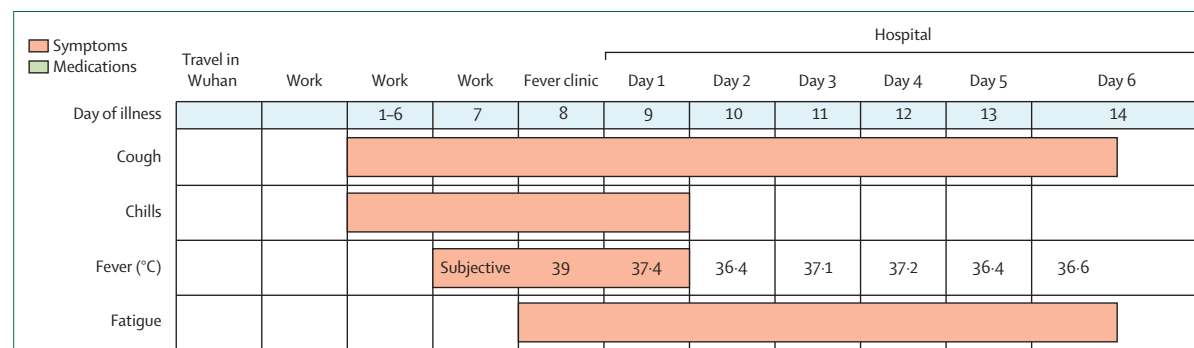 Hospital
Symptoms
Medications
Travel in
Wuhan Work Work Work Fever clinic Day 1 Day 2 Day 3 Day 4 Day 5 Day 6
Day of illness 1–6 7 8 9 10 11 12 13 14
Cough
Chills
Fever (°C) Subjective 39 37·4 36·4 37·1 37·2 36·4 36·6
Fatigue